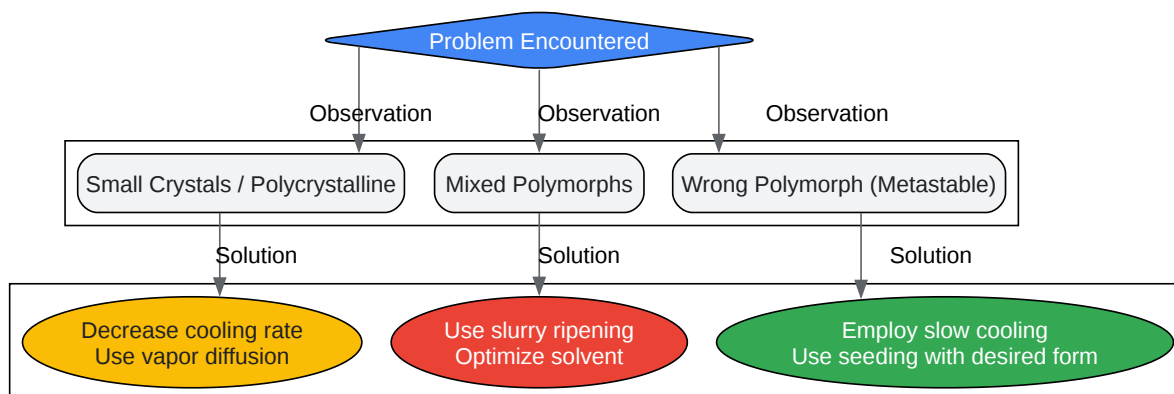 Problem Encountered
Observation
Observation
Observation
Small Crystals / Polycrystalline
Mixed Polymorphs
Wrong Polymorph (Metastable)
Solution
Solution
Solution
Decrease cooling rate
Use vapor diffusion
Use slurry ripening
Optimize solvent
Employ slow cooling
Use seeding with desired form